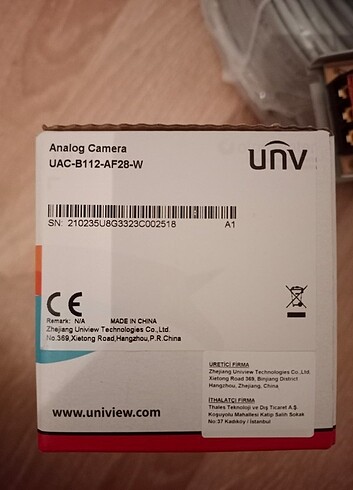 Analog Camera
UAC-B112-AF28-W
unv
SN: 210235U8G3323C002518 A1
CE
Remark: N/A MADE IN CHINA
Zhejiang Uniview Technologies Co.,Ltd.
No.369,Xietong Road,Hangzhou,P.R.China
ÜRETİCİ FİRMA
Zhejiang Uniview Technologies Co.,Ltd.
Xietong Road 369, Binjiang District
Hangzhou, Zhejiang, China
İTHALATÇI FİRMA
Thales Teknoloji ve Dış Ticaret A.Ş.
Koşuyolu Mahallesi Katip Salih Sokak
No:37 Kadıköy / İstanbul
www.uniview.com